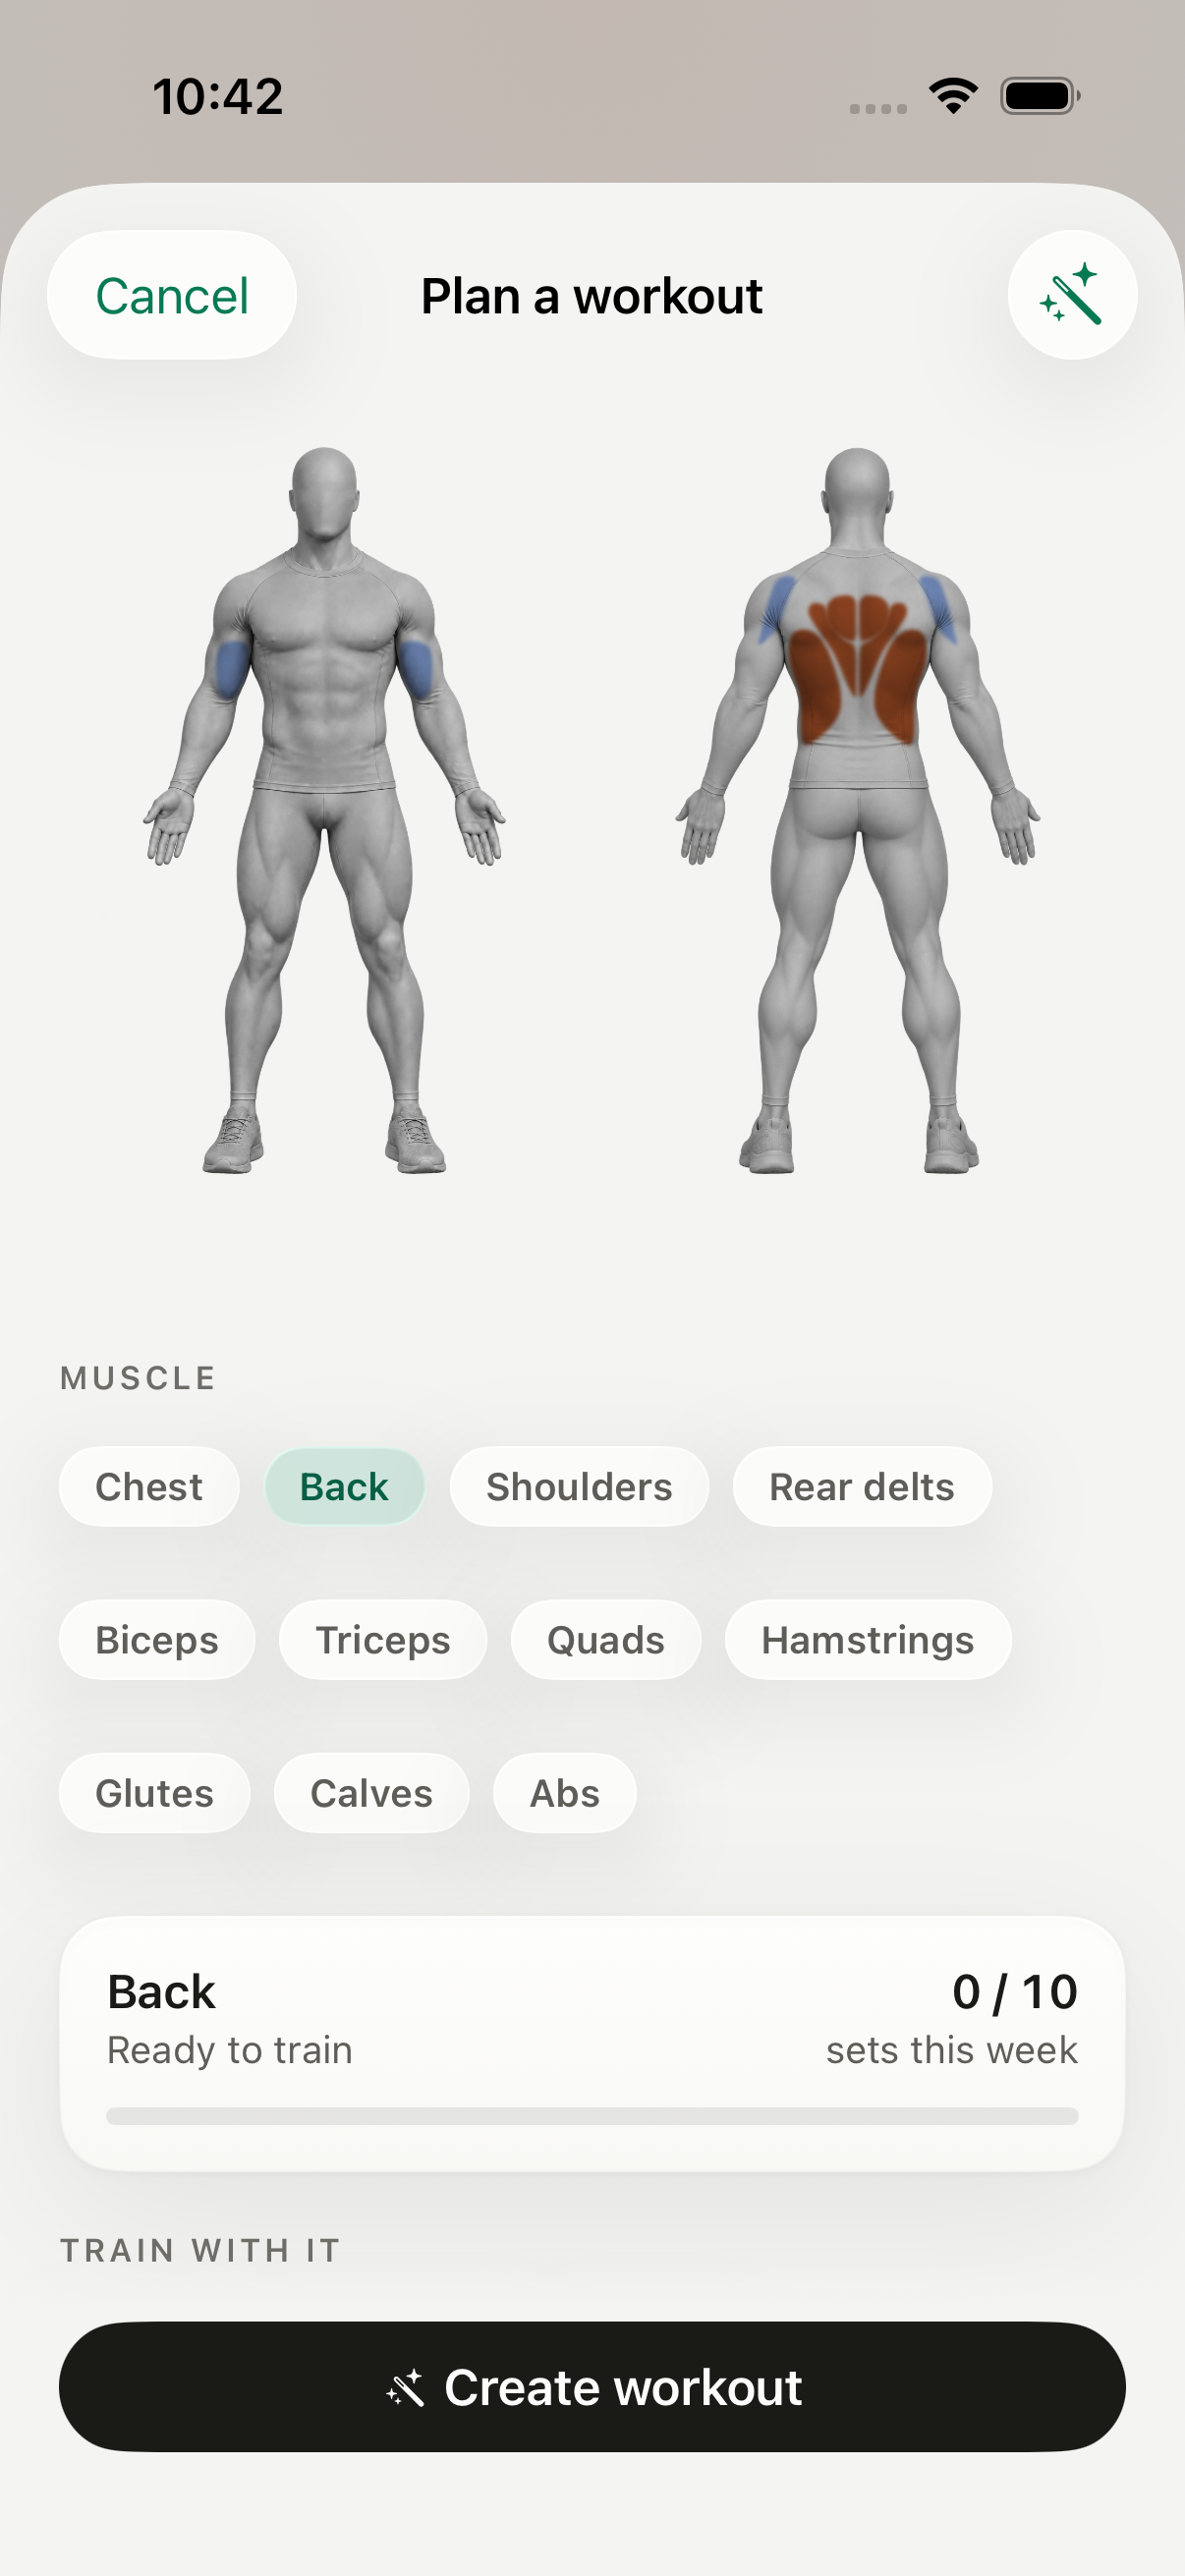 10:42
Cancel
Plan a workout
MUSCLE
Chest
Back
Shoulders
Rear delts
Biceps
Triceps
Quads
Hamstrings
Glutes
Calves
Abs
Back
0 / 10
Ready to train
sets this week
TRAIN WITH IT
Create workout